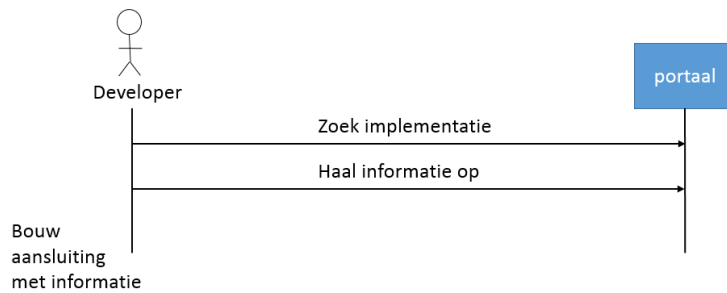 Developer
portaal
Zoek implementatie
Haal informatie op
Bouw
aansluiting
met informatie